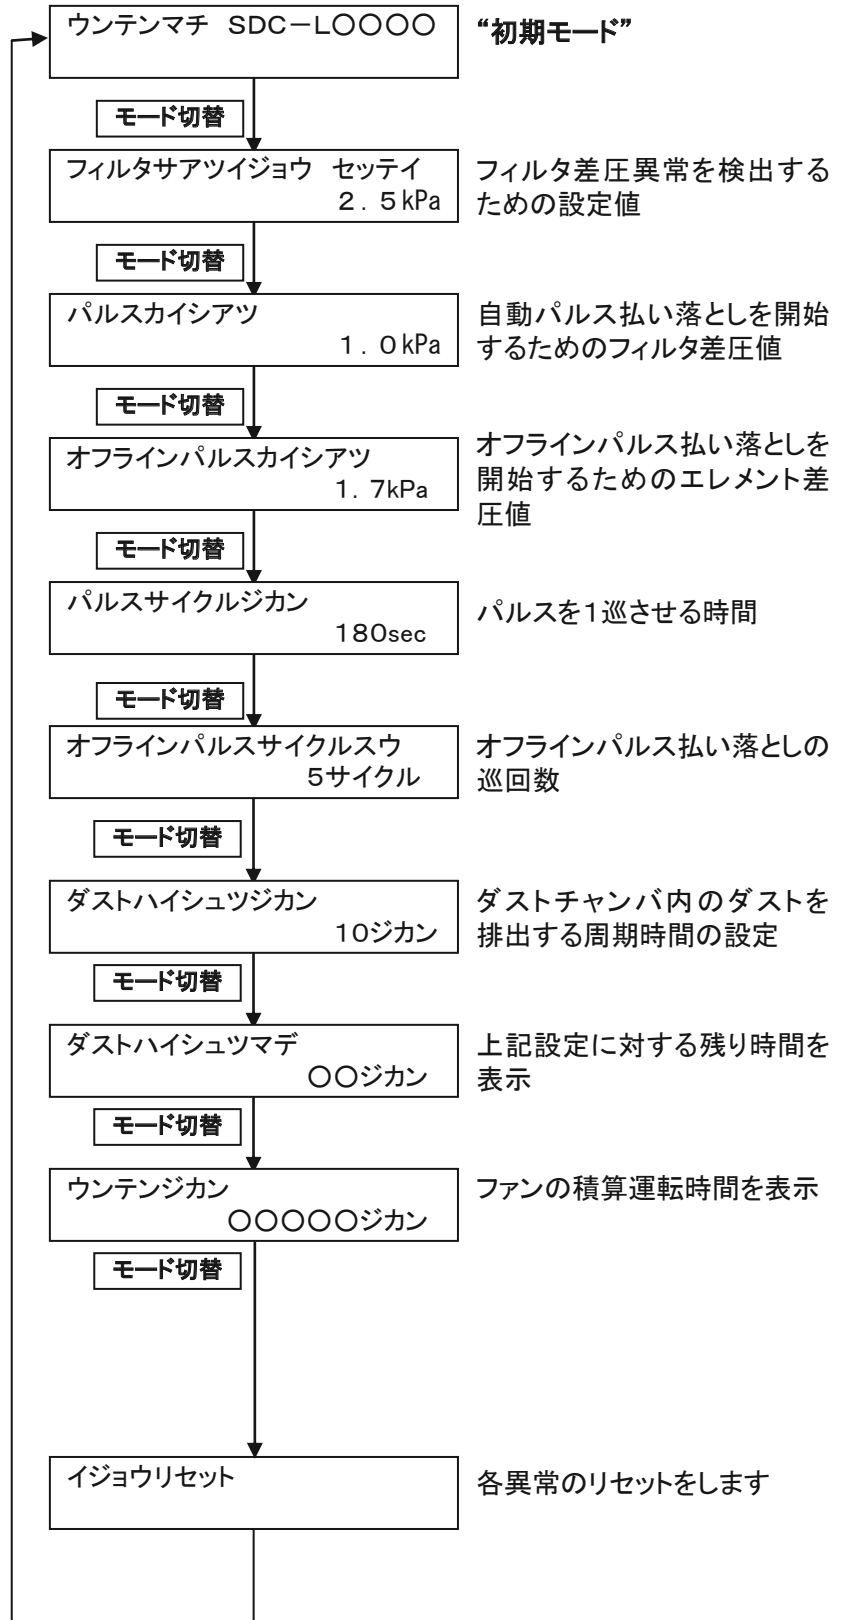 ウンテンマチ　SDC－L○○○○
“初期モード”
モード切替
フィルタサアツイジョウ　セッテイ
２．５kPa
フィルタ差圧異常を検出する
ための設定値
モード切替
パルスカイシアツ
１．０kPa
自動パルス払い落としを開始
するためのフィルタ差圧値
モード切替
オフラインパルスカイシアツ
１．７kPa
オフラインパルス払い落としを
開始するためのエレメント差
圧値
モード切替
パルスサイクルジカン
１８０sec
パルスを１巡させる時間
モード切替
オフラインパルスサイクルスウ
５サイクル
オフラインパルス払い落としの
巡回数
モード切替
ダストハイシュツジカン
１０ジカン
ダストチャンバ内のダストを
排出する周期時間の設定
モード切替
ダストハイシュツマデ
○○ジカン
上記設定に対する残り時間を
表示
モード切替
ウンテンジカン
○○○○○ジカン
ファンの積算運転時間を表示
モード切替
イジョウリセット
各異常のリセットをします